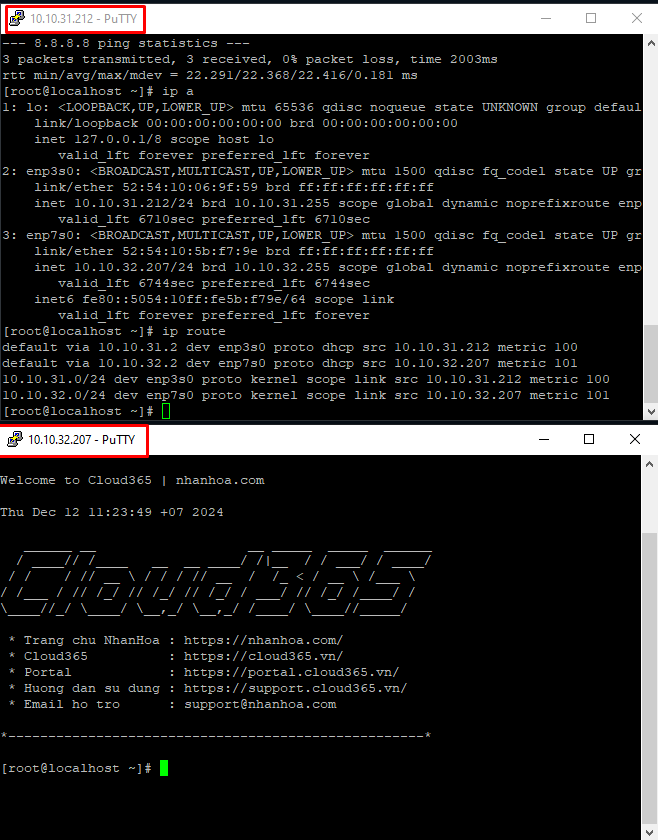 10.10.31.212 - PuTTY
--- 8.8.8.8 ping statistics ---
3 packets transmitted, 3 received, 0% packet loss, time 2003ms
rtt min/avg/max/mdev = 22.291/22.368/22.416/0.181 ms
[root@localhost ~]# ip a
1: lo: <LOOPBACK,UP,LOWER_UP> mtu 65536 qdisc noqueue state UNKNOWN group defaul
    link/loopback 00:00:00:00:00:00 brd 00:00:00:00:00:00
    inet 127.0.0.1/8 scope host lo
       valid_lft forever preferred_lft forever
2: enp3s0: <BROADCAST,MULTICAST,UP,LOWER_UP> mtu 1500 qdisc fq_codel state UP gr
    link/ether 52:54:10:06:9f:59 brd ff:ff:ff:ff:ff:ff
    inet 10.10.31.212/24 brd 10.10.31.255 scope global dynamic noprefixroute enp
       valid_lft 6710sec preferred_lft 6710sec
3: enp7s0: <BROADCAST,MULTICAST,UP,LOWER_UP> mtu 1500 qdisc fq_codel state UP gr
    link/ether 52:54:10:5b:f7:9e brd ff:ff:ff:ff:ff:ff
    inet 10.10.32.207/24 brd 10.10.32.255 scope global dynamic noprefixroute enp
       valid_lft 6744sec preferred_lft 6744sec
    inet6 fe80::5054:10ff:fe5b:f79e/64 scope link
       valid_lft forever preferred_lft forever
[root@localhost ~]# ip route
default via 10.10.31.2 dev enp3s0 proto dhcp src 10.10.31.212 metric 100
default via 10.10.32.2 dev enp7s0 proto dhcp src 10.10.32.207 metric 101
10.10.31.0/24 dev enp3s0 proto kernel scope link src 10.10.31.212 metric 100
10.10.32.0/24 dev enp7s0 proto kernel scope link src 10.10.32.207 metric 101
[root@localhost ~]#
10.10.32.207 - PuTTY
Welcome to Cloud365 | nhanhoa.com
Thu Dec 12 11:23:49 +07 2024
Cloud365
 * Trang chu NhanHoa : https://nhanhoa.com/
 * Cloud365          : https://cloud365.vn/
 * Portal            : https://portal.cloud365.vn/
 * Huong dan su dung : https://support.cloud365.vn/
 * Email ho tro      : support@nhanhoa.com
*----------------------------------------------------*
[root@localhost ~]#